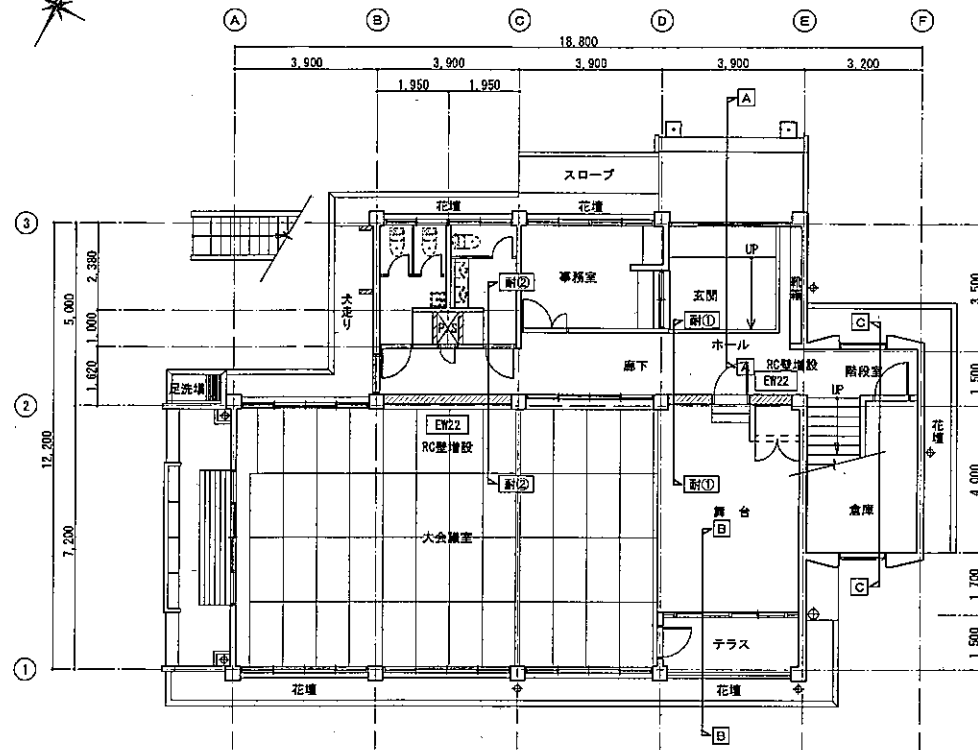 A B C D E F
18,800
3,900 3,900 3,900 3,900 3,200
1,950 1,950
A
スロープ
花壇 花壇
3
UP
2,380
3,500
事務室
耐②
玄関
5,000
犬走り
耐①
1,000
PS
C
ホール
A
RC壁増設
廊下
階段室
1,620
1,500
足洗場
EW22
UP
2
EW22
RC壁増設
花壇
12,200
耐② 耐①
4,000
舞台
倉庫
B
大会議室
7,200
C
1,700
テラス
1,500
1
花壇 花壇
B